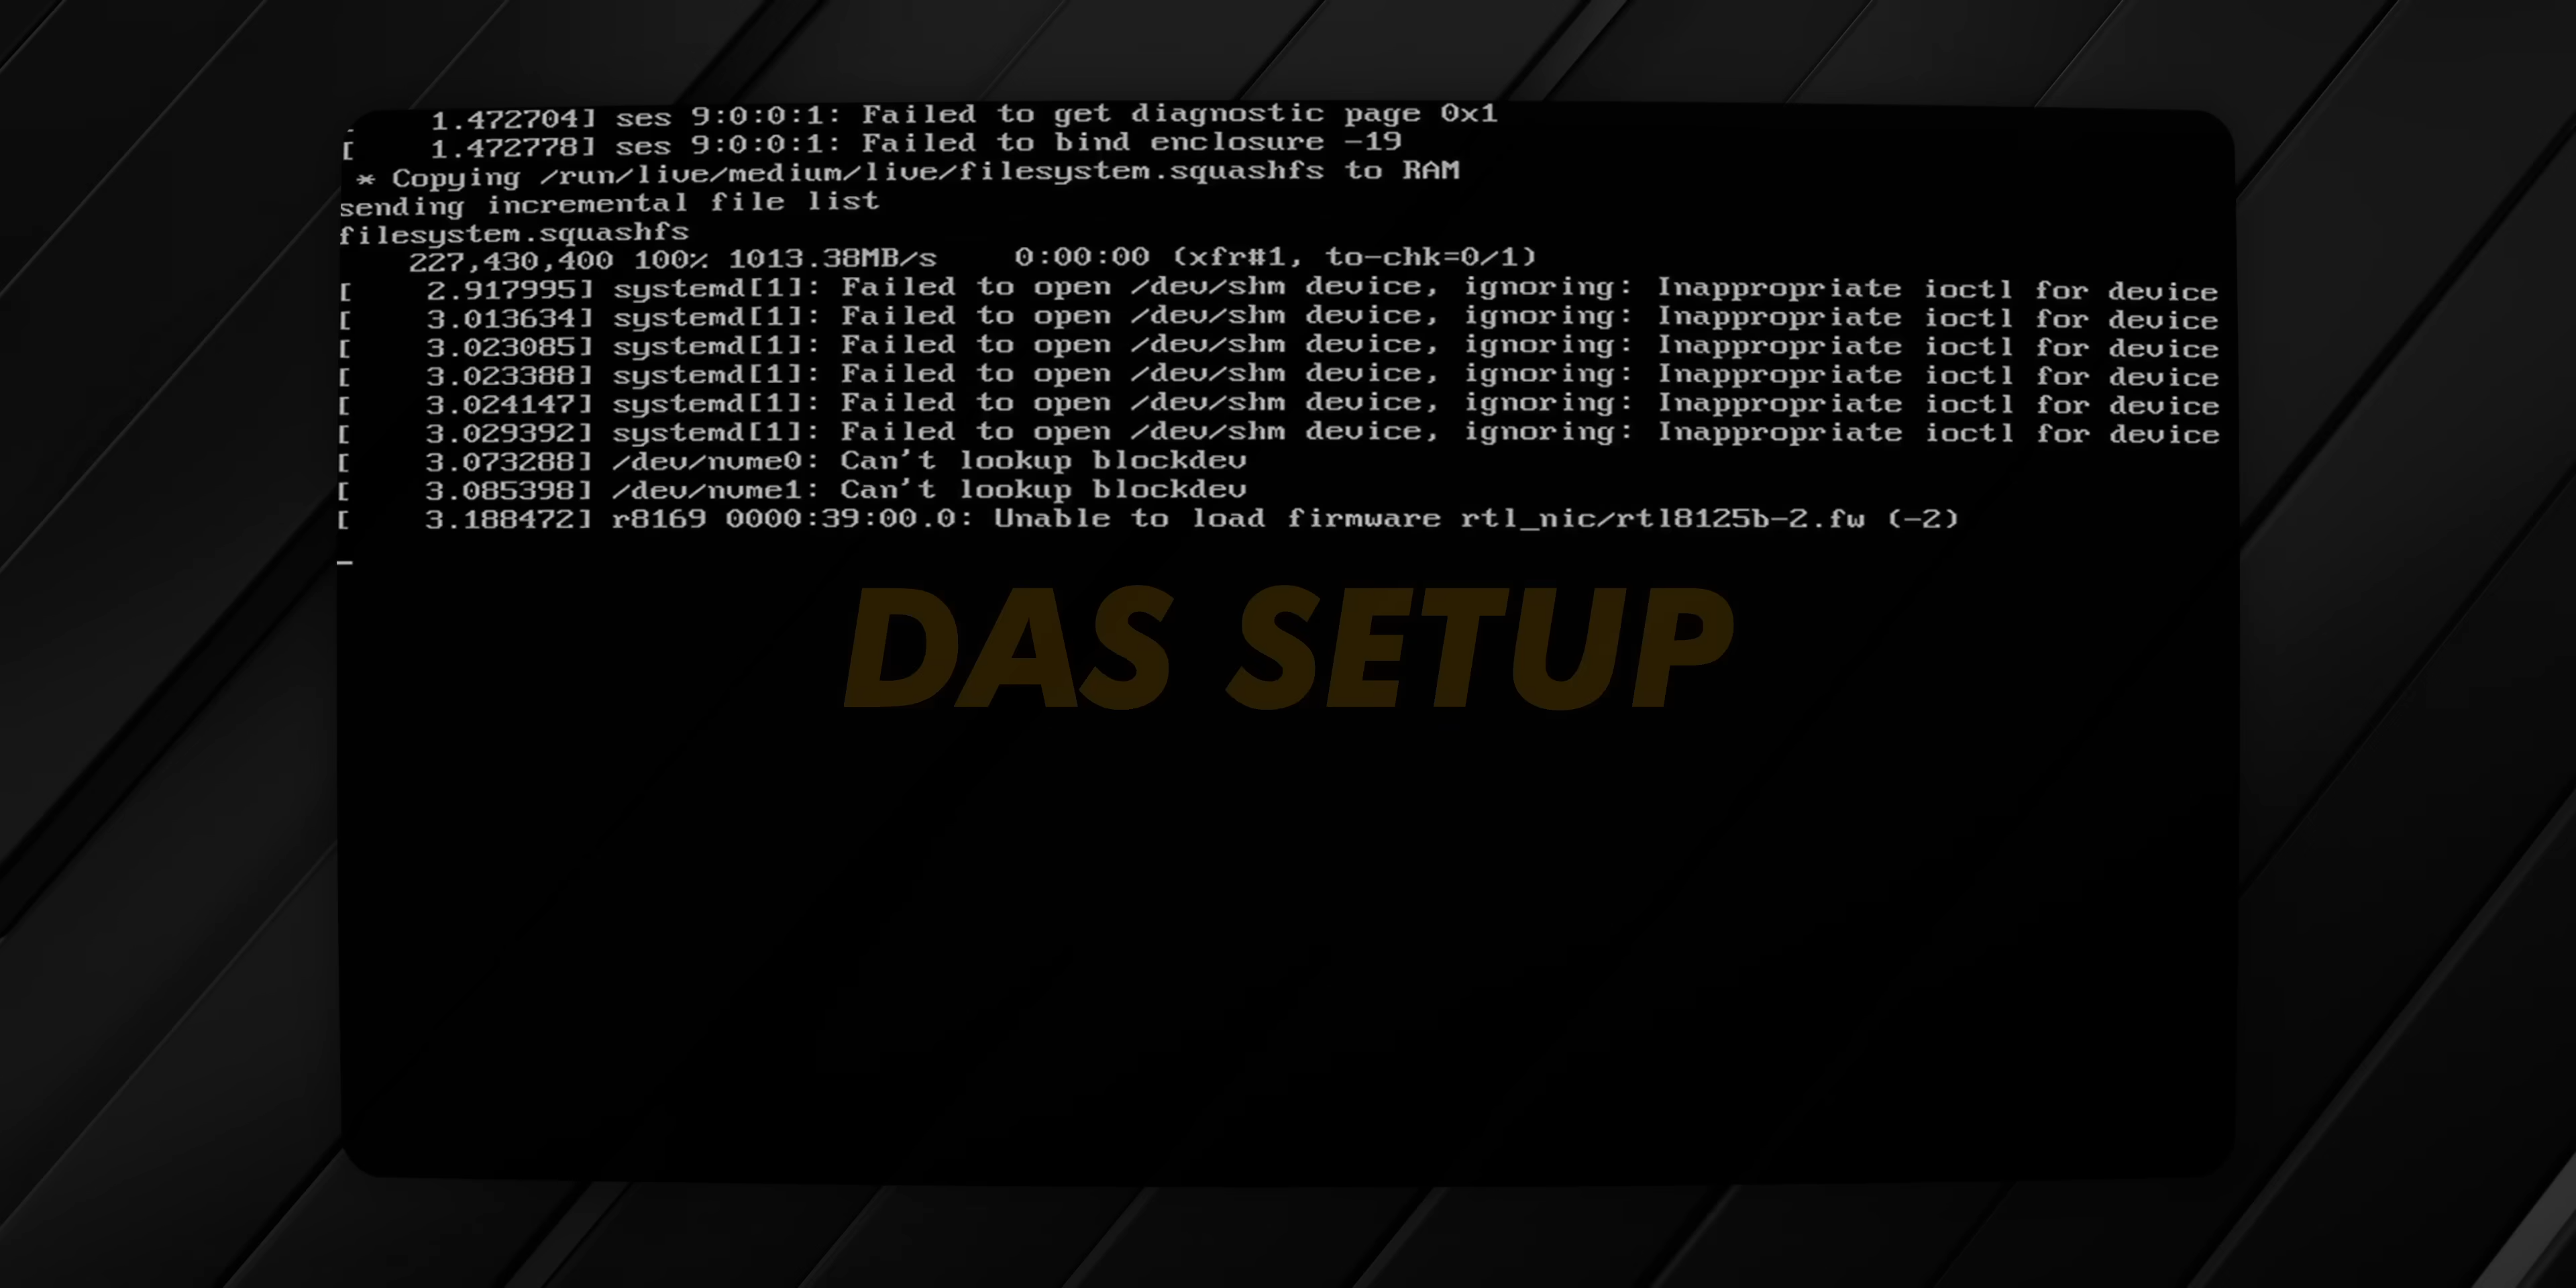 1.472704] ses 9:0:0:1: Failed to get diagnostic page 0x1
[ 1.472778] ses 9:0:0:1: Failed to bind enclosure -19
* Copying /run/live/medium/live/filesystem.squashfs to RAM
sending incremental file list
filesystem.squashfs
227,430,400 100% 1013.38MB/s 0:00:00 (xfr#1, to-chk=0/1)
[ 2.917995] systemd[1]: Failed to open /dev/shm device, ignoring: Inappropriate ioctl for device
[ 3.013634] systemd[1]: Failed to open /dev/shm device, ignoring: Inappropriate ioctl for device
[ 3.023085] systemd[1]: Failed to open /dev/shm device, ignoring: Inappropriate ioctl for device
[ 3.023388] systemd[1]: Failed to open /dev/shm device, ignoring: Inappropriate ioctl for device
[ 3.024147] systemd[1]: Failed to open /dev/shm device, ignoring: Inappropriate ioctl for device
[ 3.029392] systemd[1]: Failed to open /dev/shm device, ignoring: Inappropriate ioctl for device
[ 3.073288] /dev/nvme0: Can't lookup blockdev
[ 3.085398] /dev/nvme1: Can't lookup blockdev
[ 3.188472] r8169 0000:39:00.0: Unable to load firmware rtl_nic/rtl8125b-2.fw (-2)
_
DAS SETUP